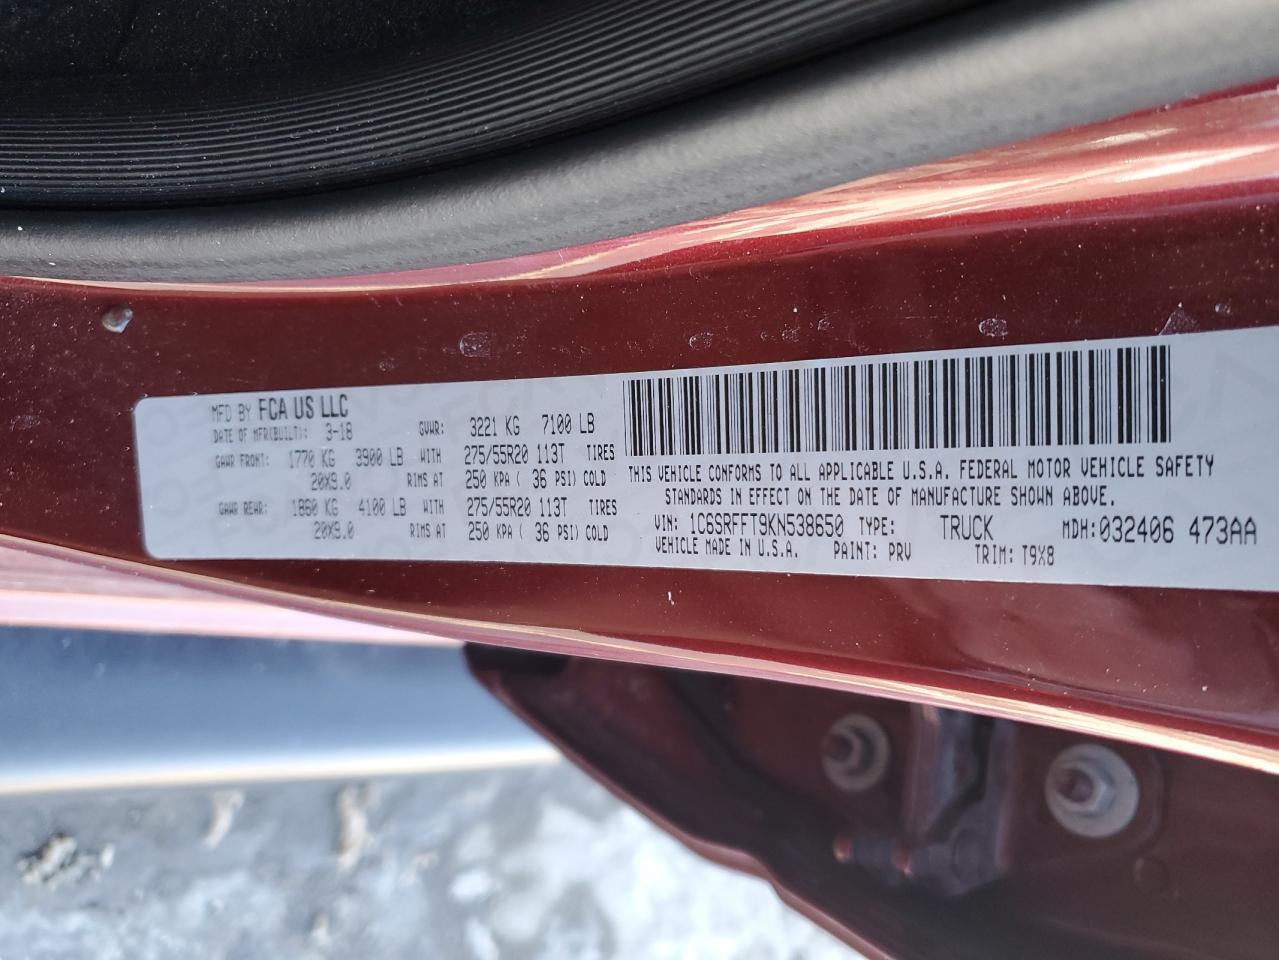 MFD BY FCA US LLC
DATE OF MFR(BUILT): 3-18 GVWR: 3221 KG 7100 LB
GAWR FRONT: 1770 KG 3900 LB WITH 275/55R20 113T TIRES
20X9.0 RIMS AT 250 KPA ( 36 PSI) COLD
GAWR REAR: 1860 KG 4100 LB WITH 275/55R20 113T TIRES
20X9.0 RIMS AT 250 KPA ( 36 PSI) COLD
THIS VEHICLE CONFORMS TO ALL APPLICABLE U.S.A. FEDERAL MOTOR VEHICLE SAFETY
STANDARDS IN EFFECT ON THE DATE OF MANUFACTURE SHOWN ABOVE.
VIN: 1C6SRFFT9KN538650 TYPE: TRUCK MDH:032406 473AA
VEHICLE MADE IN U.S.A. PAINT: PRV TRIM: T9X8